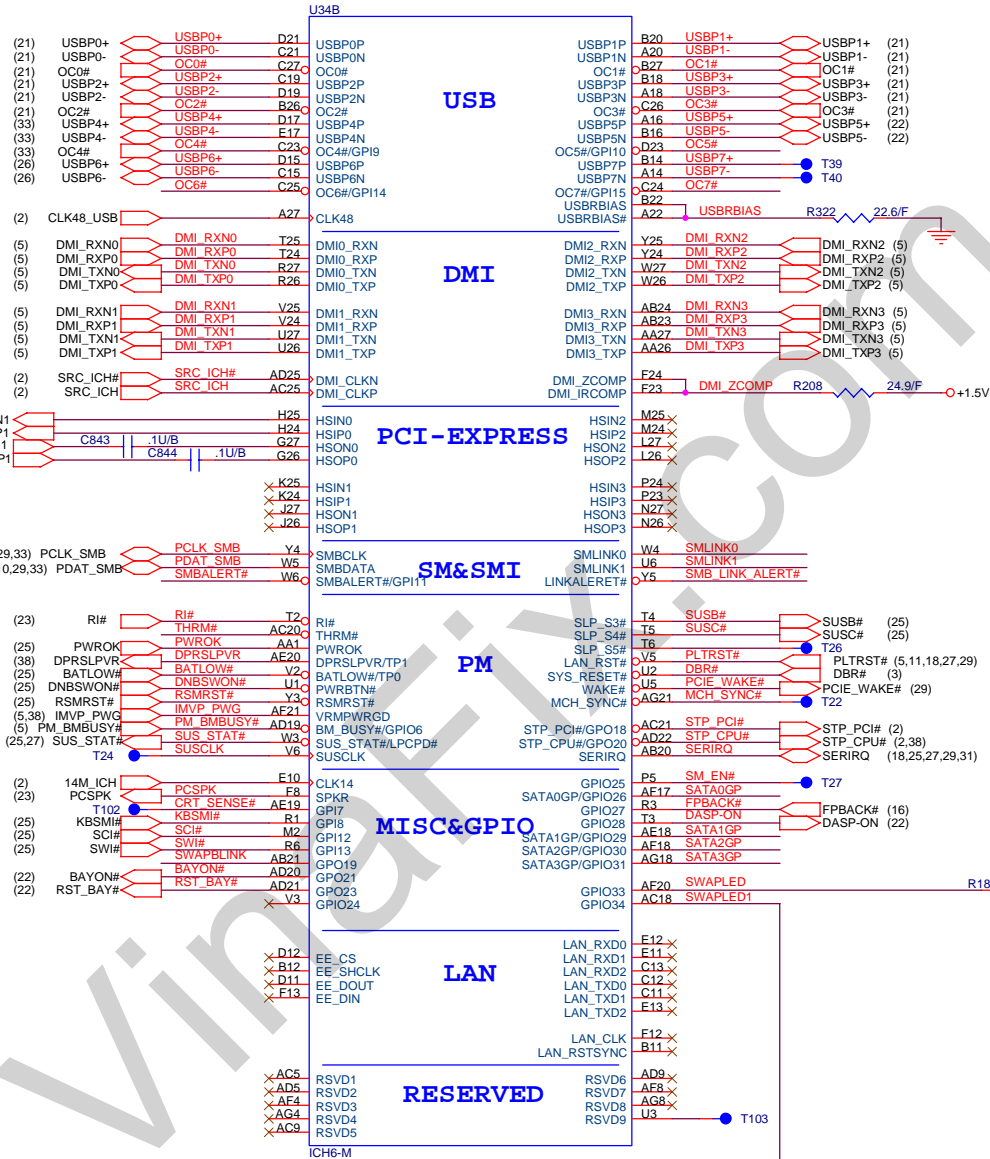 U34B
(21) USBP0+ USBP0+ D21 USBP0P USBP1P B20 USBP1+ USBP1+ (21)
(21) USBP0- USBP0- C21 USBP0N USBP1N A20 USBP1- USBP1- (21)
(21) OC0# OC0# C27 OC0# OC1# B27 OC1# OC1# (21)
(21) USBP2+ USBP2+ C19 USBP2P USB USBP3P B18 USBP3+ USBP3+ (21)
(21) USBP2- USBP2- D19 USBP2N USBP3N A18 USBP3- USBP3- (21)
(21) OC2# OC2# B26 OC2# OC3# C26 OC3# OC3# (21)
(33) USBP4+ USBP4+ D17 USBP4P USBP5P A16 USBP5+ USBP5+ (22)
(33) USBP4- USBP4- E17 USBP4N USBP5N B16 USBP5- USBP5- (22)
(33) OC4# OC4# C23 OC4#/GPI9 OC5#/GPI10 D23 OC5#
(26) USBP6+ USBP6+ D15 USBP6P USBP7P B14 USBP7+ T39
(26) USBP6- USBP6- C15 USBP6N USBP7N A14 USBP7- T40
OC6# C25 OC6#/GPI14 OC7#/GPI15 C24 OC7#
USBRBIAS B22
(2) CLK48_USB A27 CLK48 USBRBIAS# A22 USBRBIAS R322 22.6/F
(5) DMI_RXN0 DMI_RXN0 T25 DMI0_RXN DMI2_RXN Y25 DMI_RXN2 DMI_RXN2 (5)
(5) DMI_RXP0 DMI_RXP0 T24 DMI0_RXP DMI2_RXP Y24 DMI_RXP2 DMI_RXP2 (5)
(5) DMI_TXN0 DMI_TXN0 R27 DMI0_TXN DMI DMI2_TXN W27 DMI_TXN2 DMI_TXN2 (5)
(5) DMI_TXP0 DMI_TXP0 R26 DMI0_TXP DMI2_TXP W26 DMI_TXP2 DMI_TXP2 (5)
(5) DMI_RXN1 DMI_RXN1 V25 DMI1_RXN DMI3_RXN AB24 DMI_RXN3 DMI_RXN3 (5)
(5) DMI_RXP1 DMI_RXP1 V24 DMI1_RXP DMI3_RXP AB23 DMI_RXP3 DMI_RXP3 (5)
(5) DMI_TXN1 DMI_TXN1 U27 DMI1_TXN DMI3_TXN AA27 DMI_TXN3 DMI_TXN3 (5)
(5) DMI_TXP1 DMI_TXP1 U26 DMI1_TXP DMI3_TXP AA26 DMI_TXP3 DMI_TXP3 (5)
(2) SRC_ICH# SRC_ICH# AD25 DMI_CLKN DMI_ZCOMP F24
(2) SRC_ICH SRC_ICH AC25 DMI_CLKP DMI_IRCOMP F23 DMI_ZCOMP R208 24.9/F +1.5V
N1 H25 HSIN0 HSIN2 M25
P1 H24 HSIP0 PCI-EXPRESS HSIP2 M24
1 C843 .1U/B G27 HSON0 HSON2 L27
P1 C844 .1U/B G26 HSOP0 HSOP2 L26
K25 HSIN1 HSIN3 P24
K24 HSIP1 HSIP3 P23
J27 HSON1 HSON3 N27
J26 HSOP1 HSOP3 N26
29,33) PCLK_SMB PCLK_SMB Y4 SMBCLK SMLINK0 W4 SMLINK0
0,29,33) PDAT_SMB PDAT_SMB W5 SMBDATA SM&SMI SMLINK1 U6 SMLINK1
SMBALERT# W6 SMBALERT#/GPI11 LINKALERET# Y5 SMB_LINK_ALERT#
(23) RI# RI# T2 RI# SLP_S3# T4 SUSB# SUSB# (25)
THRM# AC20 THRM# SLP_S4# T5 SUSC# SUSC# (25)
(25) PWROK PWROK AA1 PWROK SLP_S5# T6 T26
(38) DPRSLPVR DPRSLPVR AE20 DPRSLPVR/TP1 PM LAN_RST# V5 PLTRST# PLTRST# (5,11,18,27,29)
(25) BATLOW# BATLOW# V2 BATLOW#/TP0 SYS_RESET# U2 DBR# DBR# (3)
(25) DNBSWON# DNBSWON# U1 PWRBTN# WAKE# U5 PCIE_WAKE# PCIE_WAKE# (29)
(25) RSMRST# RSMRST# Y3 RSMRST# MCH_SYNC# AG21 MCH_SYNC# T22
(5,38) IMVP_PWG IMVP_PWG AF21 VRMPWRGD
(5) PM_BMBUSY# PM_BMBUSY# AD19 BM_BUSY#/GPIO6 STP_PCI#/GPO18 AC21 STP_PCI# STP_PCI# (2)
(25,27) SUS_STAT# SUS_STAT# W3 SUS_STAT#/LPCPD# STP_CPU#/GPO20 AD22 STP_CPU# STP_CPU# (2,38)
T24 SUSCLK V6 SUSCLK SERIRQ AB20 SERIRQ SERIRQ (18,25,27,29,31)
(2) 14M_ICH E10 CLK14 GPIO25 P5 SM_EN# T27
(23) PCSPK PCSPK F8 SPKR SATA0GP/GPIO26 AF17 SATA0GP
T102 CRT_SENSE# AE19 GPI7 GPIO27 R3 FPBACK# FPBACK# (16)
(25) KBSMI# KBSMI# R1 GPI8 MISC&GPIO GPIO28 T3 DASP-ON DASP-ON (22)
(25) SCI# SCI# M2 GPI12 SATA1GP/GPIO29 AE18 SATA1GP
(25) SWI# SWI# R6 GPI13 SATA2GP/GPIO30 AF18 SATA2GP
SWAPBLINK AB21 GPO19 SATA3GP/GPIO31 AG18 SATA3GP
(22) BAYON# BAYON# AD20 GPO21
(22) RST_BAY# RST_BAY# AD21 GPO23 GPIO33 AF20 SWAPLED R18
V3 GPIO24 GPIO34 AC18 SWAPLED1
LAN_RXD0 E12
D12 EE_CS LAN_RXD1 E11
B12 EE_SHCLK LAN LAN_RXD2 C13
D11 EE_DOUT LAN_TXD0 C12
F13 EE_DIN LAN_TXD1 C11
LAN_TXD2 E13
LAN_CLK F12
LAN_RSTSYNC B11
AC5 RSVD1 RSVD6 AD9
AD5 RSVD2 RESERVED RSVD7 AF8
AF4 RSVD3 RSVD8 AG8
AG4 RSVD4 RSVD9 U3 T103
AC9 RSVD5
ICH6-M
VinaFix.com